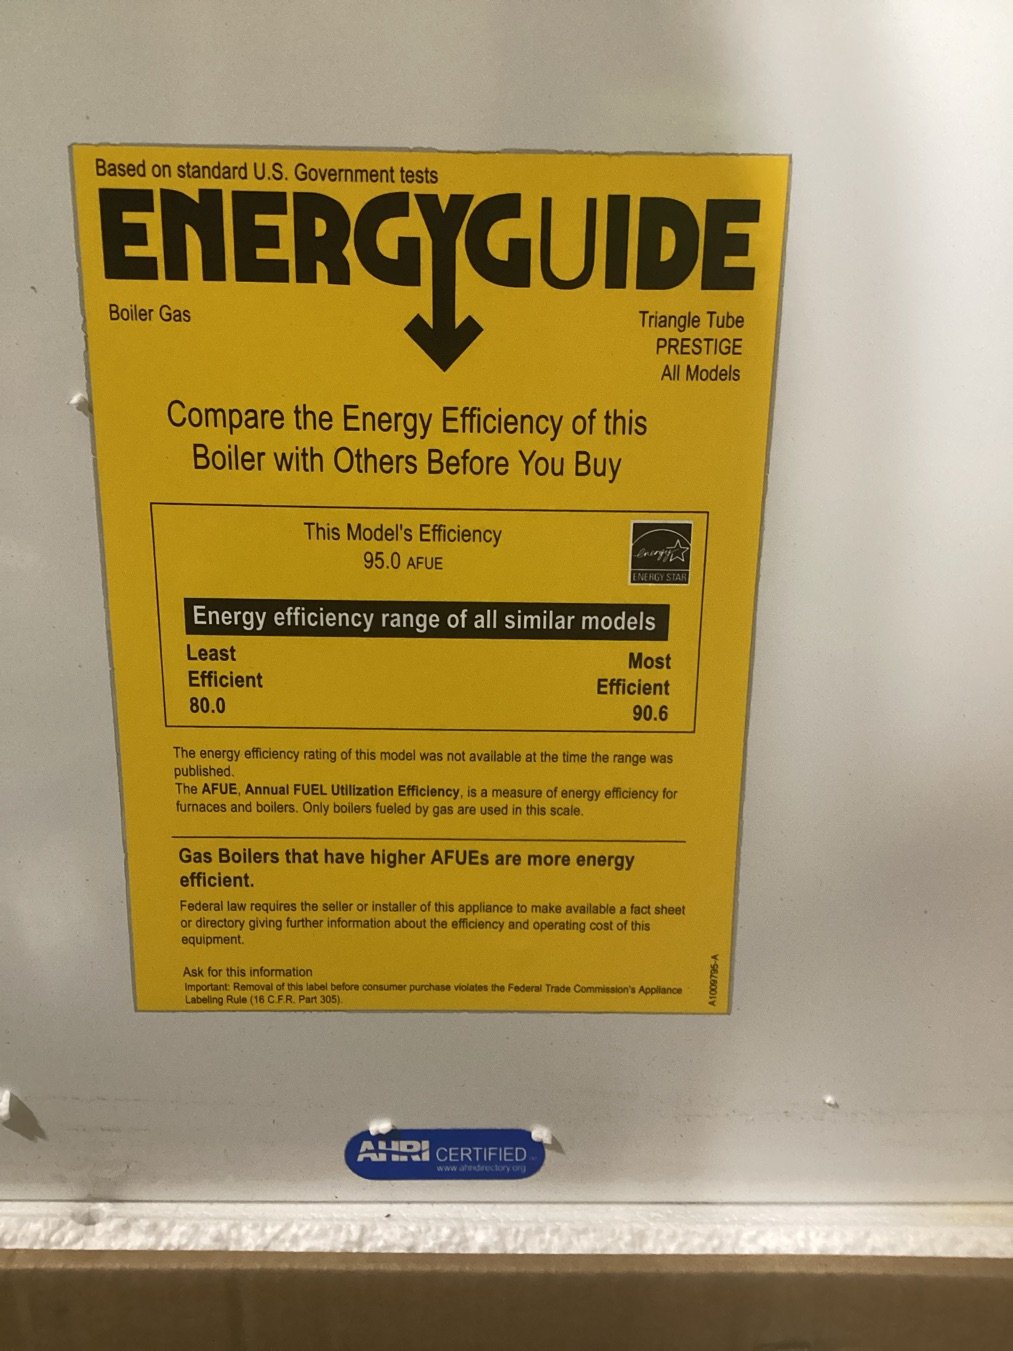 Based on standard U.S. Government tests
ENERGYGUIDE
Boiler Gas
Triangle Tube
PRESTIGE
All Models
Compare the Energy Efficiency of this
Boiler with Others Before You Buy
This Model's Efficiency
95.0 AFUE
energy
ENERGY STAR
Energy efficiency range of all similar models
Least
Efficient
80.0
Most
Efficient
90.6
The energy efficiency rating of this model was not available at the time the range was
published.
The AFUE, Annual FUEL Utilization Efficiency, is a measure of energy efficiency for
furnaces and boilers. Only boilers fueled by gas are used in this scale.
Gas Boilers that have higher AFUEs are more energy
efficient.
Federal law requires the seller or installer of this appliance to make available a fact sheet
or directory giving further information about the efficiency and operating cost of this
equipment.
Ask for this information
Important: Removal of this label before consumer purchase violates the Federal Trade Commission's Appliance
Labeling Rule (16 C.F.R. Part 305).
A1009795-A
AHRI CERTIFIED
www.ahridirectory.org